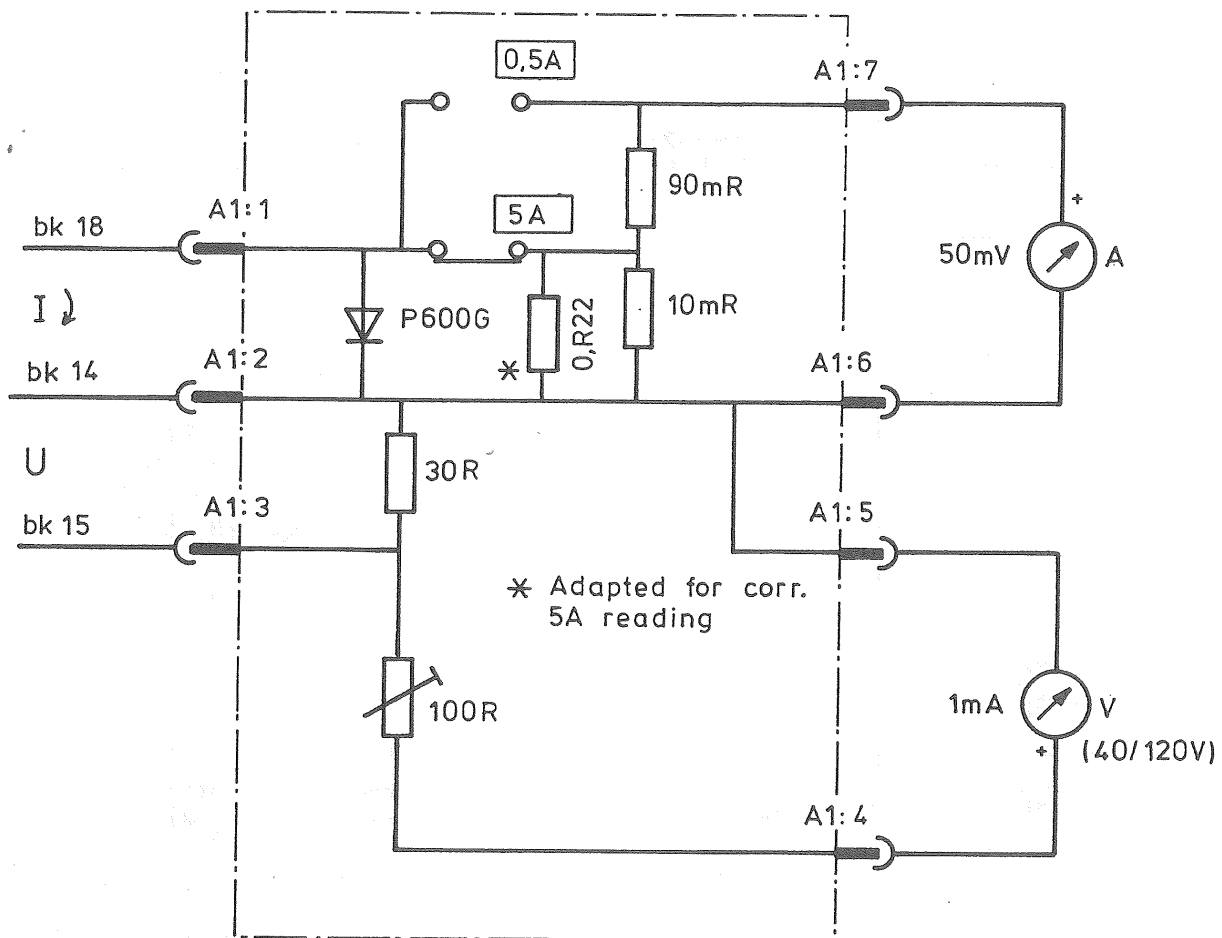 0,5A
A1:7
90mR
+
A1:1
5A
bk 18
50mV
A
I
P600G
0,R22
10mR
A1:2
*
A1:6
bk 14
U
30R
A1:3
A1:5
bk 15
* Adapted for corr.
5A reading
100R
1mA
V
+
(40/120V)
A1:4